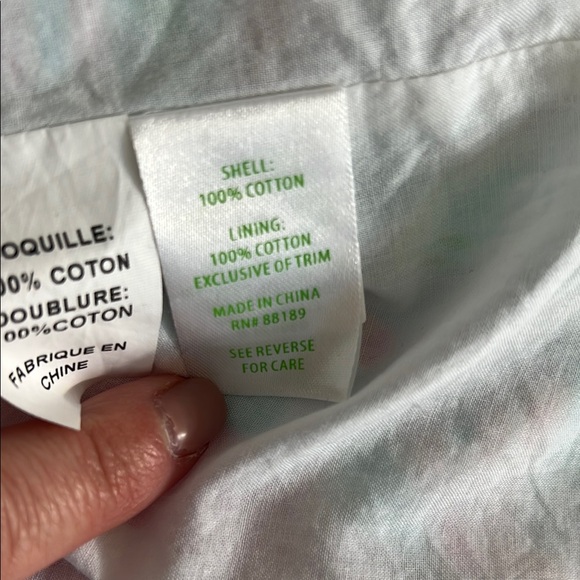 OQUILLE:
00% COTON
DOUBLURE:
00%COTON
FABRIQUE EN
CHINE
SHELL:
100% COTTON
LINING:
100% COTTON
EXCLUSIVE OF TRIM
MADE IN CHINA
RN# 88189
SEE REVERSE
FOR CARE